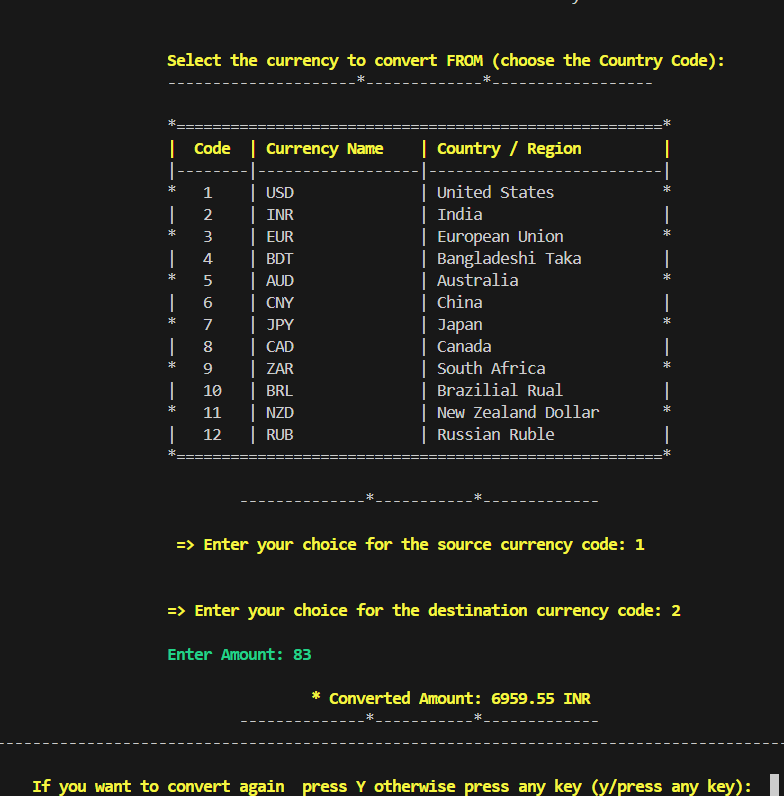 Select the currency to convert FROM (choose the Country Code):
---------------------*-------------*------------------
*======================================================*
|  Code  | Currency Name    | Country / Region         |
|--------|------------------|--------------------------|
*   1    | USD              | United States            *
|   2    | INR              | India                    |
*   3    | EUR              | European Union           *
|   4    | BDT              | Bangladeshi Taka         |
*   5    | AUD              | Australia                *
|   6    | CNY              | China                    |
*   7    | JPY              | Japan                    *
|   8    | CAD              | Canada                   |
*   9    | ZAR              | South Africa             *
|   10   | BRL              | Brazilial Rual           |
*   11   | NZD              | New Zealand Dollar       *
|   12   | RUB              | Russian Ruble            |
*======================================================*
--------------*-----------*-------------
=> Enter your choice for the source currency code: 1
=> Enter your choice for the destination currency code: 2
Enter Amount: 83
* Converted Amount: 6959.55 INR
--------------*-----------*-------------
---------------------------------------------------------------------------------------
If you want to convert again  press Y otherwise press any key (y/press any key):